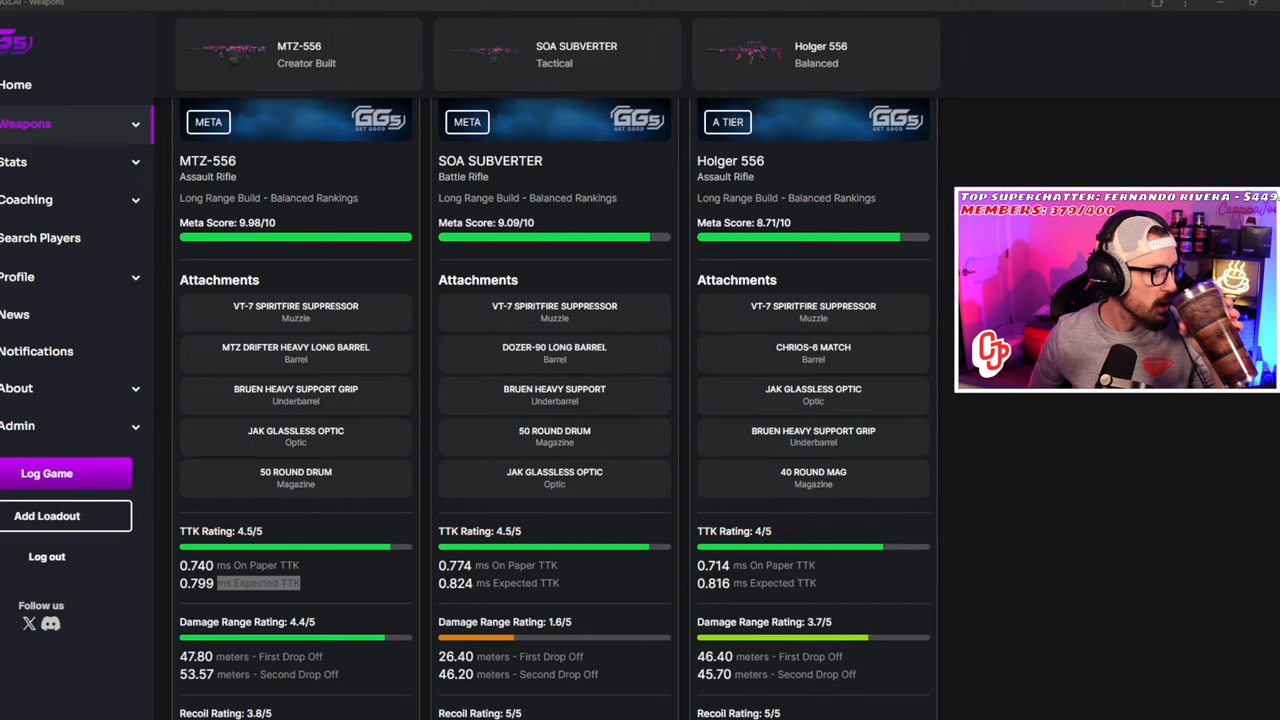 GGs.AI - Weapons
MTZ-556
Creator Built
SOA SUBVERTER
Tactical
Holger 556
Balanced
Home
Weapons
Stats
Coaching
Search Players
Profile
News
Notifications
About
Admin
Log Game
Add Loadout
Log out
Follow us
META
GGs
GET GOOD
MTZ-556
Assault Rifle
Long Range Build - Balanced Rankings
Meta Score: 9.98/10
Attachments
VT-7 SPIRITFIRE SUPPRESSOR
Muzzle
MTZ DRIFTER HEAVY LONG BARREL
Barrel
BRUEN HEAVY SUPPORT GRIP
Underbarrel
JAK GLASSLESS OPTIC
Optic
50 ROUND DRUM
Magazine
TTK Rating: 4.5/5
0.740 ms On Paper TTK
0.799 ms Expected TTK
Damage Range Rating: 4.4/5
47.80 meters - First Drop Off
53.57 meters - Second Drop Off
Recoil Rating: 3.8/5
META
GGs
GET GOOD
SOA SUBVERTER
Battle Rifle
Long Range Build - Balanced Rankings
Meta Score: 9.09/10
Attachments
VT-7 SPIRITFIRE SUPPRESSOR
Muzzle
DOZER-90 LONG BARREL
Barrel
BRUEN HEAVY SUPPORT
Underbarrel
50 ROUND DRUM
Magazine
JAK GLASSLESS OPTIC
Optic
TTK Rating: 4.5/5
0.774 ms On Paper TTK
0.824 ms Expected TTK
Damage Range Rating: 1.6/5
26.40 meters - First Drop Off
46.20 meters - Second Drop Off
Recoil Rating: 5/5
A TIER
GGs
GET GOOD
Holger 556
Assault Rifle
Long Range Build - Balanced Rankings
Meta Score: 8.71/10
Attachments
VT-7 SPIRITFIRE SUPPRESSOR
Muzzle
CHRIOS-6 MATCH
Barrel
JAK GLASSLESS OPTIC
Optic
BRUEN HEAVY SUPPORT GRIP
Underbarrel
40 ROUND MAG
Magazine
TTK Rating: 4/5
0.714 ms On Paper TTK
0.816 ms Expected TTK
Damage Range Rating: 3.7/5
46.40 meters - First Drop Off
45.70 meters - Second Drop Off
Recoil Rating: 5/5
TOP SUPERCHATTER: FERNANDO RIVERA - $449.
MEMBERS: 379/400
CJ